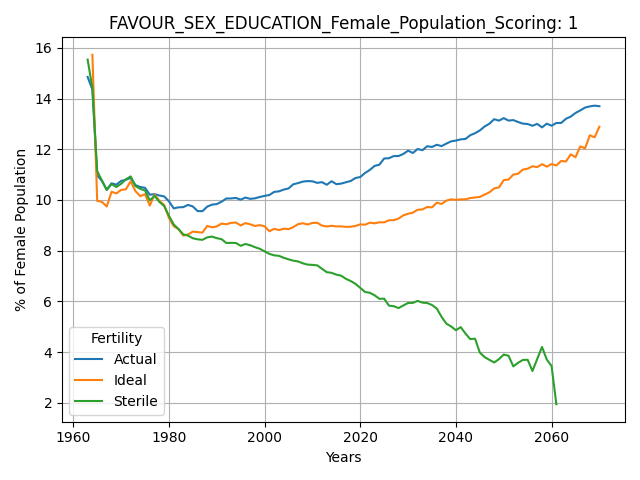 FAVOUR_SEX_EDUCATION_Female_Population_Scoring: 1
% of Female Population
16
14
12
10
8
6
4
2
Fertility
Actual
Ideal
Sterile
1960 1980 2000 2020 2040 2060
Years